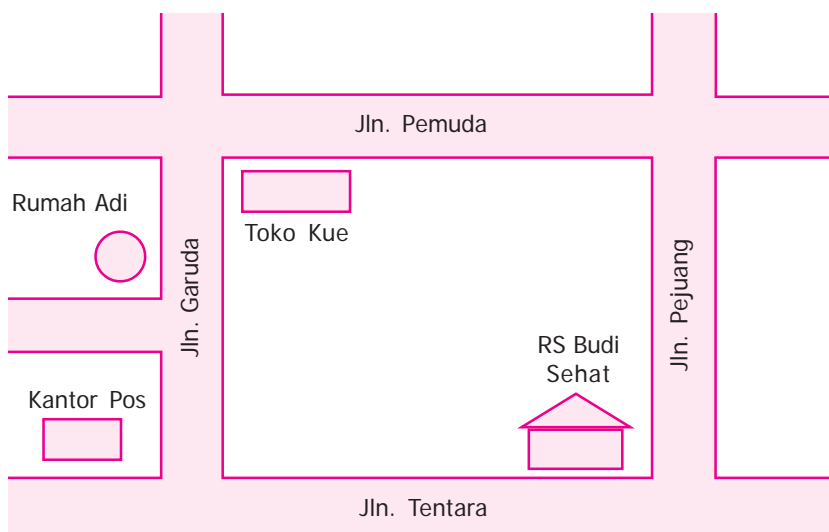 Jln. Pemuda
Rumah Adi
Toko Kue
Jln. Garuda
Jln. Pejuang
RS Budi
Sehat
Kantor Pos
Jln. Tentara